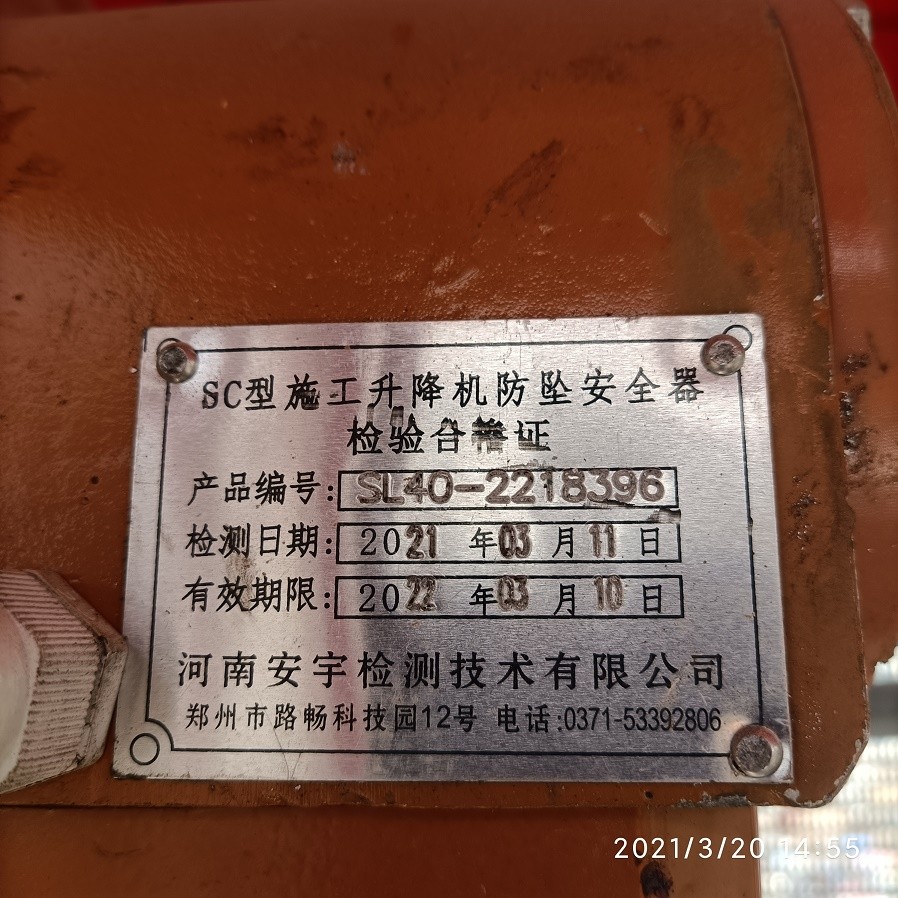 SC型施工升降机防坠安全器
检验合格证
产品编号: SL40-2218396
检测日期: 2021 年03 月11 日
有效期限: 2022 年03 月10 日
河南安宇检测技术有限公司
郑州市路畅科技园12号 电话:0371-53392806
2021/3/20 14:55